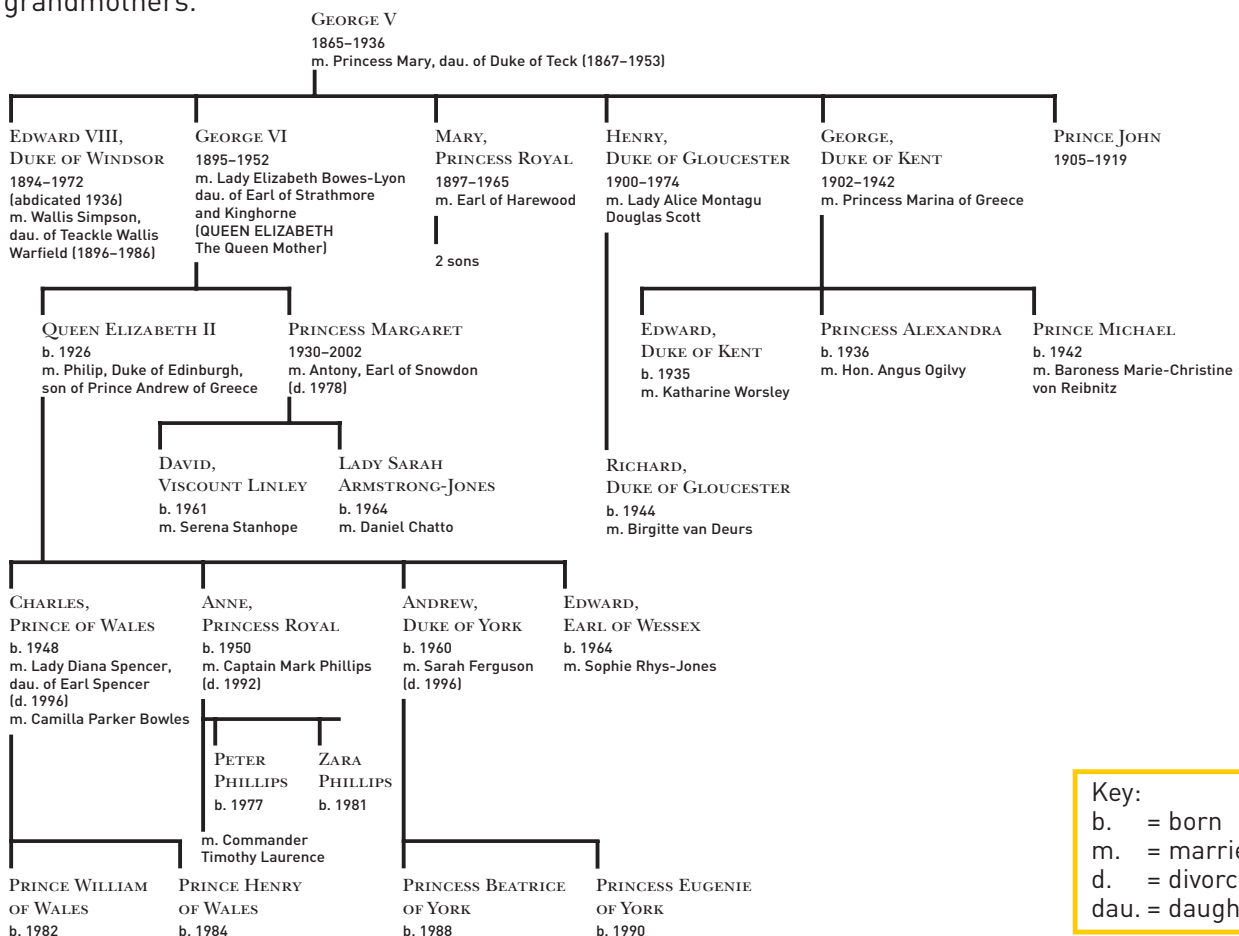 grandmothers.
GEORGE V
1865–1936
m. Princess Mary, dau. of Duke of Teck (1867–1953)
EDWARD VIII,
DUKE OF WINDSOR
1894–1972
(abdicated 1936)
m. Wallis Simpson,
dau. of Teackle Wallis
Warfield (1896–1986)
GEORGE VI
1895–1952
m. Lady Elizabeth Bowes-Lyon
dau. of Earl of Strathmore
and Kinghorne
(QUEEN ELIZABETH
The Queen Mother)
MARY,
PRINCESS ROYAL
1897–1965
m. Earl of Harewood
2 sons
HENRY,
DUKE OF GLOUCESTER
1900–1974
m. Lady Alice Montagu
Douglas Scott
GEORGE,
DUKE OF KENT
1902–1942
m. Princess Marina of Greece
PRINCE JOHN
1905–1919
QUEEN ELIZABETH II
b. 1926
m. Philip, Duke of Edinburgh,
son of Prince Andrew of Greece
PRINCESS MARGARET
1930–2002
m. Antony, Earl of Snowdon
(d. 1978)
EDWARD,
DUKE OF KENT
b. 1935
m. Katharine Worsley
PRINCESS ALEXANDRA
b. 1936
m. Hon. Angus Ogilvy
PRINCE MICHAEL
b. 1942
m. Baroness Marie-Christine
von Reibnitz
DAVID,
VISCOUNT LINLEY
b. 1961
m. Serena Stanhope
LADY SARAH
ARMSTRONG-JONES
b. 1964
m. Daniel Chatto
RICHARD,
DUKE OF GLOUCESTER
b. 1944
m. Birgitte van Deurs
CHARLES,
PRINCE OF WALES
b. 1948
m. Lady Diana Spencer,
dau. of Earl Spencer
(d. 1996)
m. Camilla Parker Bowles
ANNE,
PRINCESS ROYAL
b. 1950
m. Captain Mark Phillips
(d. 1992)
ANDREW,
DUKE OF YORK
b. 1960
m. Sarah Ferguson
(d. 1996)
EDWARD,
EARL OF WESSEX
b. 1964
m. Sophie Rhys-Jones
PETER
PHILLIPS
b. 1977
ZARA
PHILLIPS
b. 1981
m. Commander
Timothy Laurence
PRINCE WILLIAM
OF WALES
b. 1982
PRINCE HENRY
OF WALES
b. 1984
PRINCESS BEATRICE
OF YORK
b. 1988
PRINCESS EUGENIE
OF YORK
b. 1990
Key:
b. = born
m. = marrie
d. = divorc
dau. = daugh